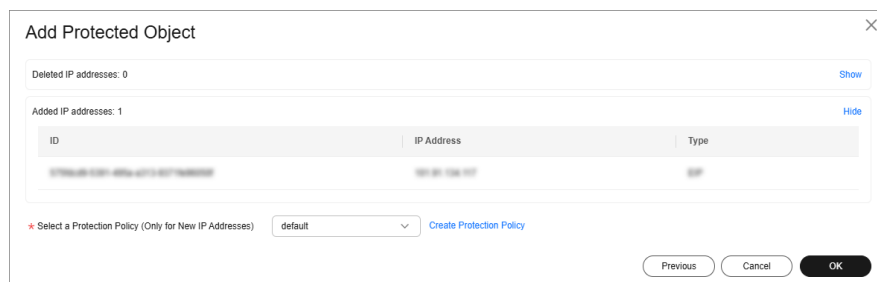 Add Protected Object
Deleted IP addresses: 0 Show
Added IP addresses: 1 Hide
ID IP Address Type
* Select a Protection Policy (Only for New IP Addresses) default Create Protection Policy
Previous Cancel OK